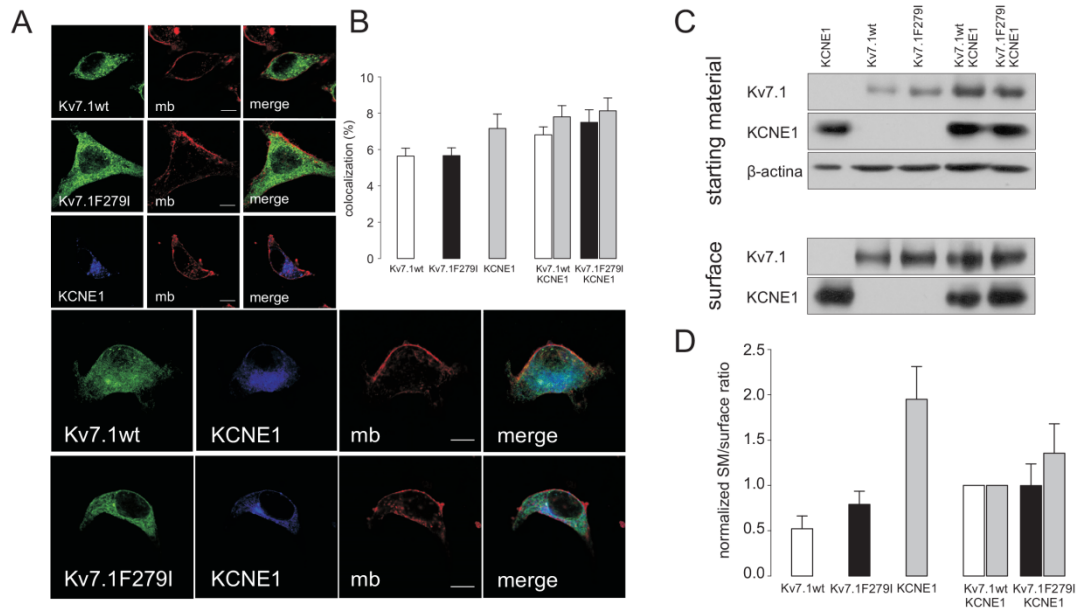 A
Kv7.1wt
mb
merge
Kv7.1F279I
mb
merge
KCNE1
mb
merge
Kv7.1wt
KCNE1
mb
merge
Kv7.1F279I
KCNE1
mb
merge
B
colocalization (%)
10
8
6
4
2
0
Kv7.1wt
Kv7.1F279I
KCNE1
Kv7.1wt
KCNE1
Kv7.1F279I
KCNE1
C
KCNE1
Kv7.1wt
Kv7.1F279I
Kv7.1wt
KCNE1
Kv7.1F279I
KCNE1
starting material
Kv7.1
KCNE1
β-actina
surface
Kv7.1
KCNE1
D
normalized SM/surface ratio
2.5
2.0
1.5
1.0
0.5
0.0
Kv7.1wt
Kv7.1F279I
KCNE1
Kv7.1wt
KCNE1
Kv7.1F279I
KCNE1